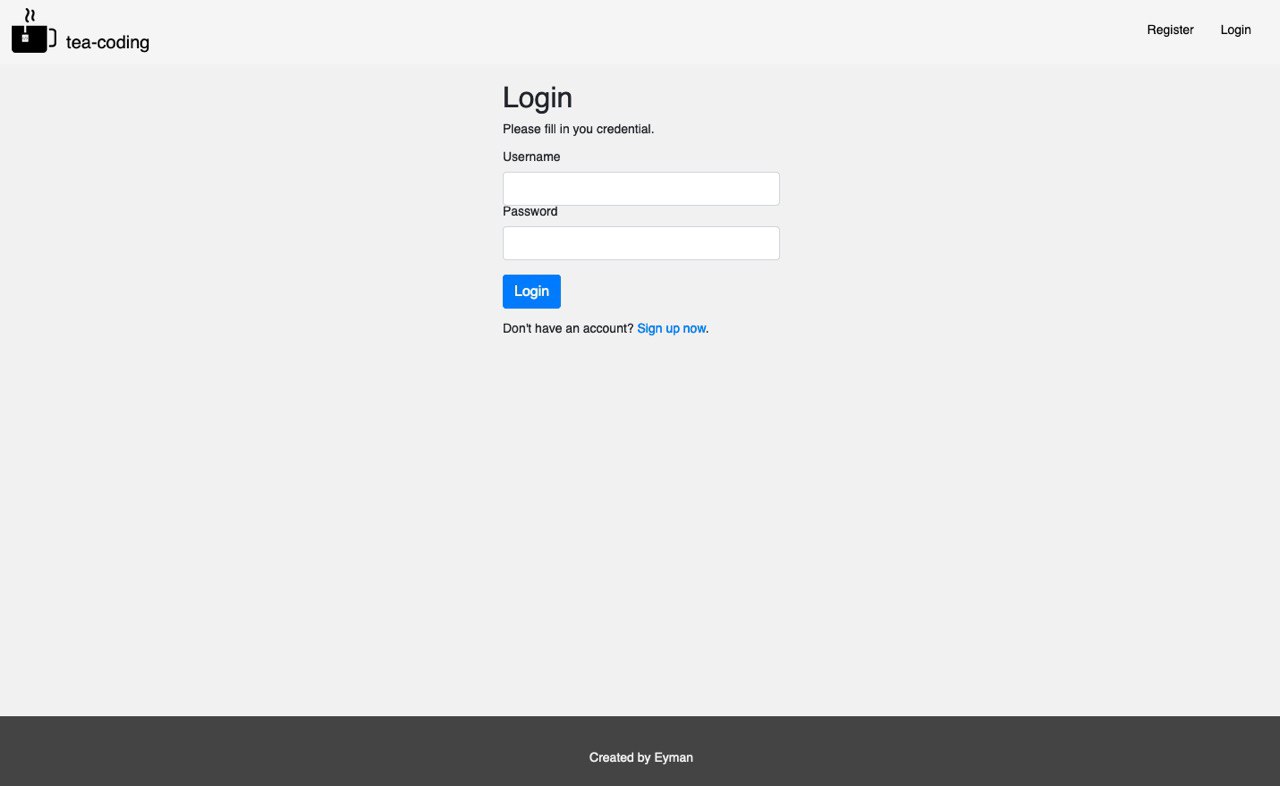 tea-coding
Register
Login
Login
Please fill in you credential.
Username
Password
Login
Don't have an account? Sign up now.
Created by Eyman